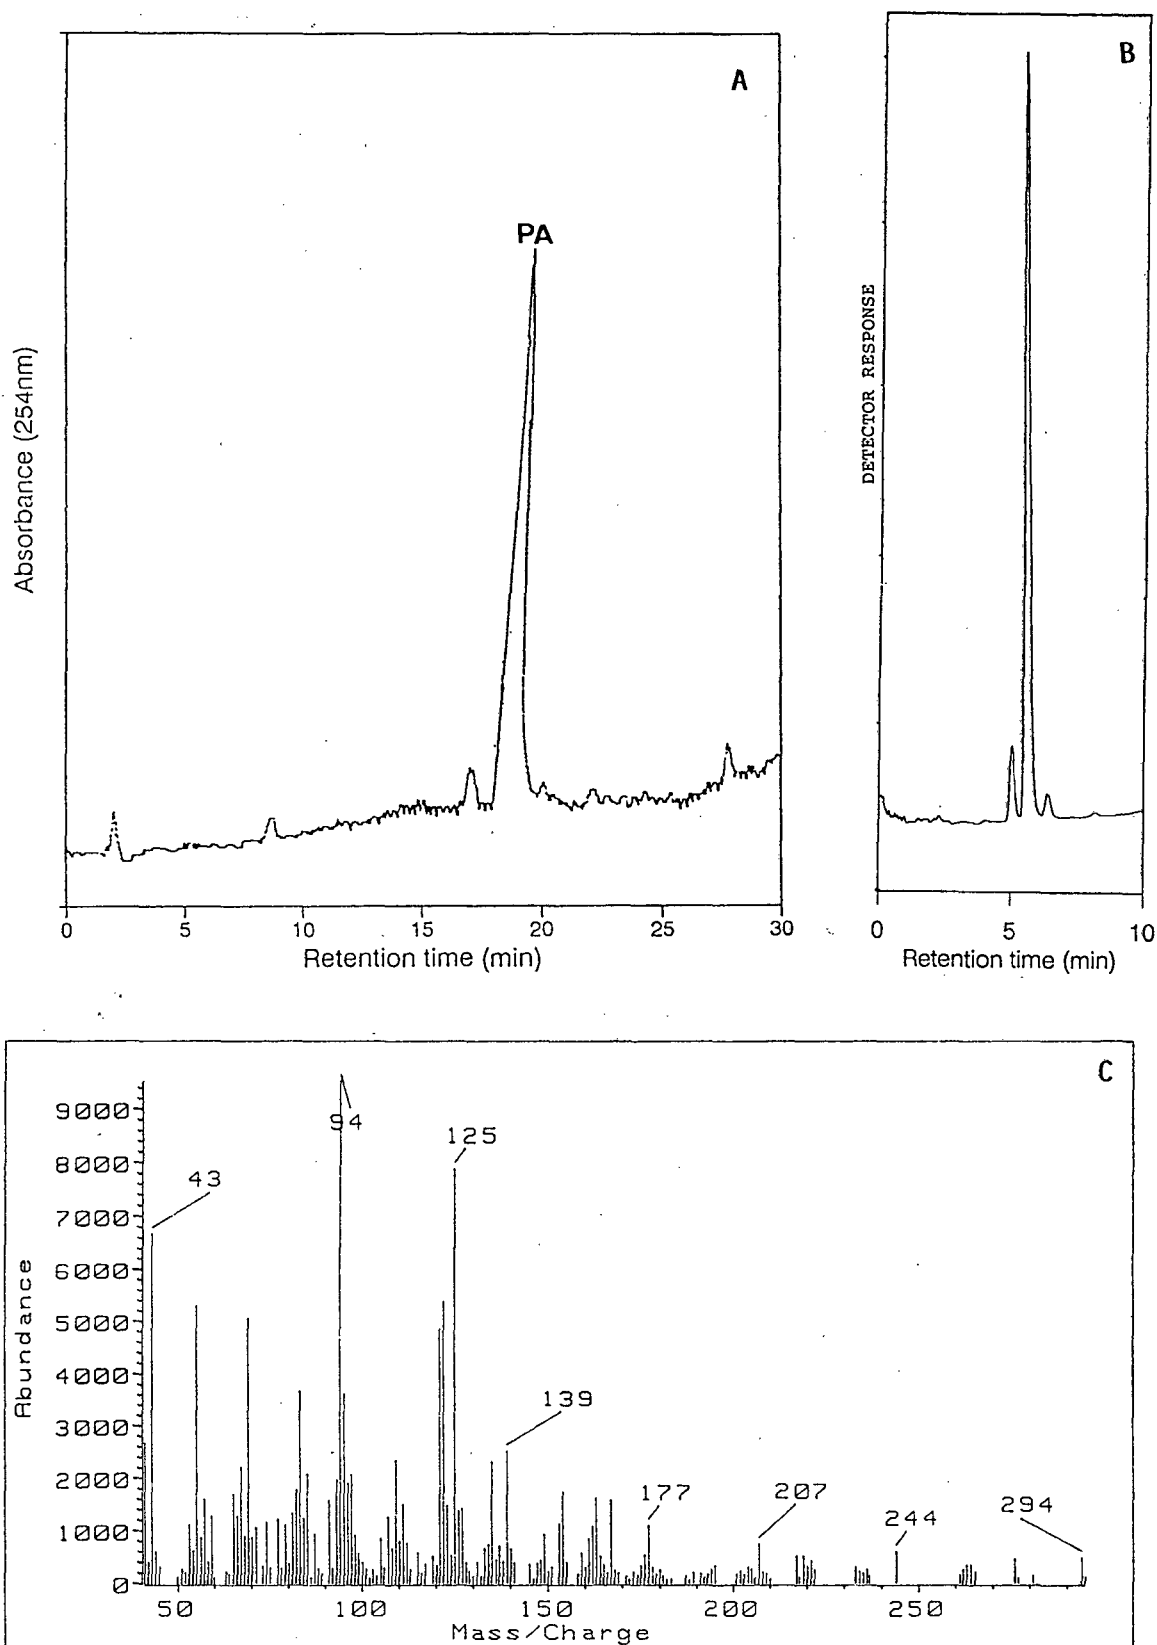 A
PA
Absorbance (254nm)
0 5 10 15 20 25 30
Retention time (min)
B
DETECTOR RESPONSE
0 5 10
Retention time (min)
C
9000
8000
7000
6000
5000
4000
3000
2000
1000
0
Abundance
43
94
125
139
177
207
244
294
50 100 150 200 250
Mass/Charge